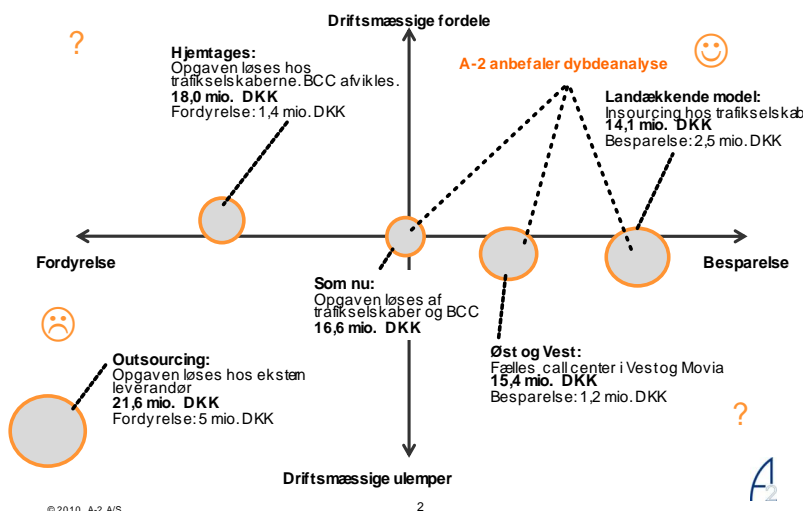 Driftsmæssige fordele
?
Hjemtages:
Opgaven løses hos
trafikselskaberne. BCC afvikles.
18,0 mio. DKK
Fordyrelse: 1,4 mio. DKK
A-2 anbefaler dybdeanalyse
Landækkende model:
Insourcing hos trafikselskab
14,1 mio. DKK
Besparelse: 2,5 mio. DKK
Fordyrelse
Besparelse
Som nu:
Opgaven løses af
trafikselskaber og BCC
16,6 mio. DKK
Øst og Vest:
Fælles call center i Vest og Movia
15,4 mio. DKK
Besparelse: 1,2 mio. DKK
Outsourcing:
Opgaven løses hos ekstern
leverandør
21,6 mio. DKK
Fordyrelse: 5 mio. DKK
?
Driftsmæssige ulemper
A2
© 2010 A-2 A/S
2